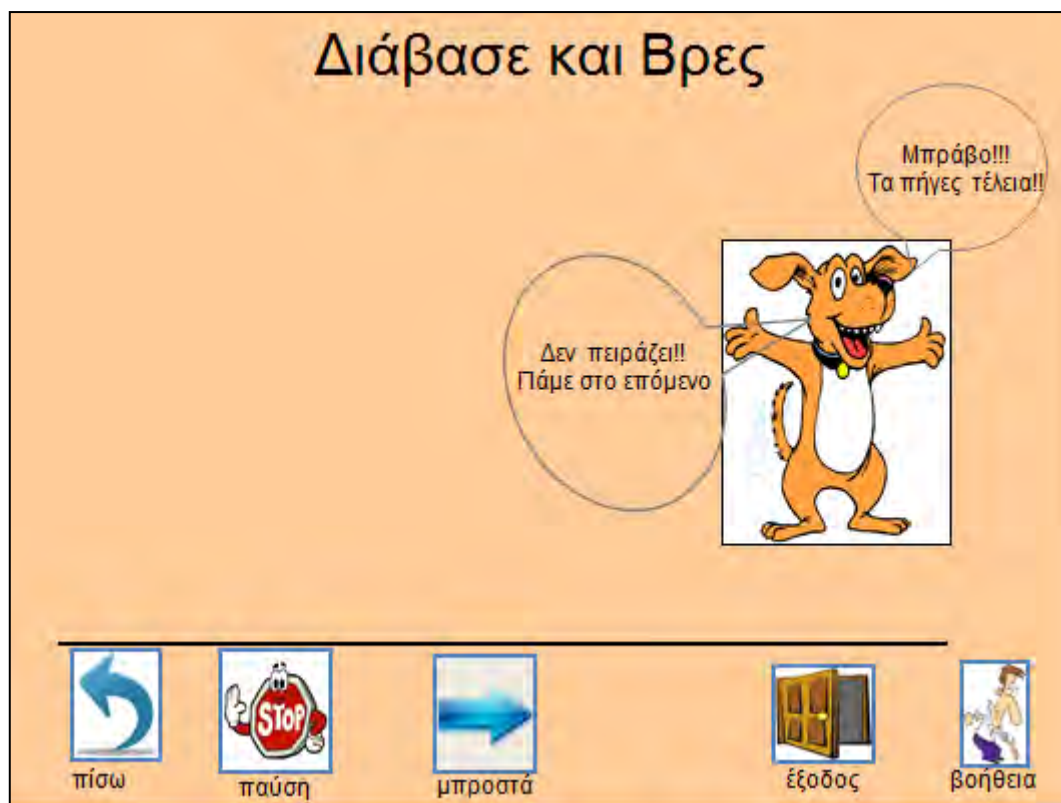 Διάβασε και Βρες
Μπράβο!!!
Τα πήγες τέλεια!!
Δεν πειράζει!!
Πάμε στο επόμενο
STOP
πίσω
παύση
μπροστά
έξοδος
βοήθεια